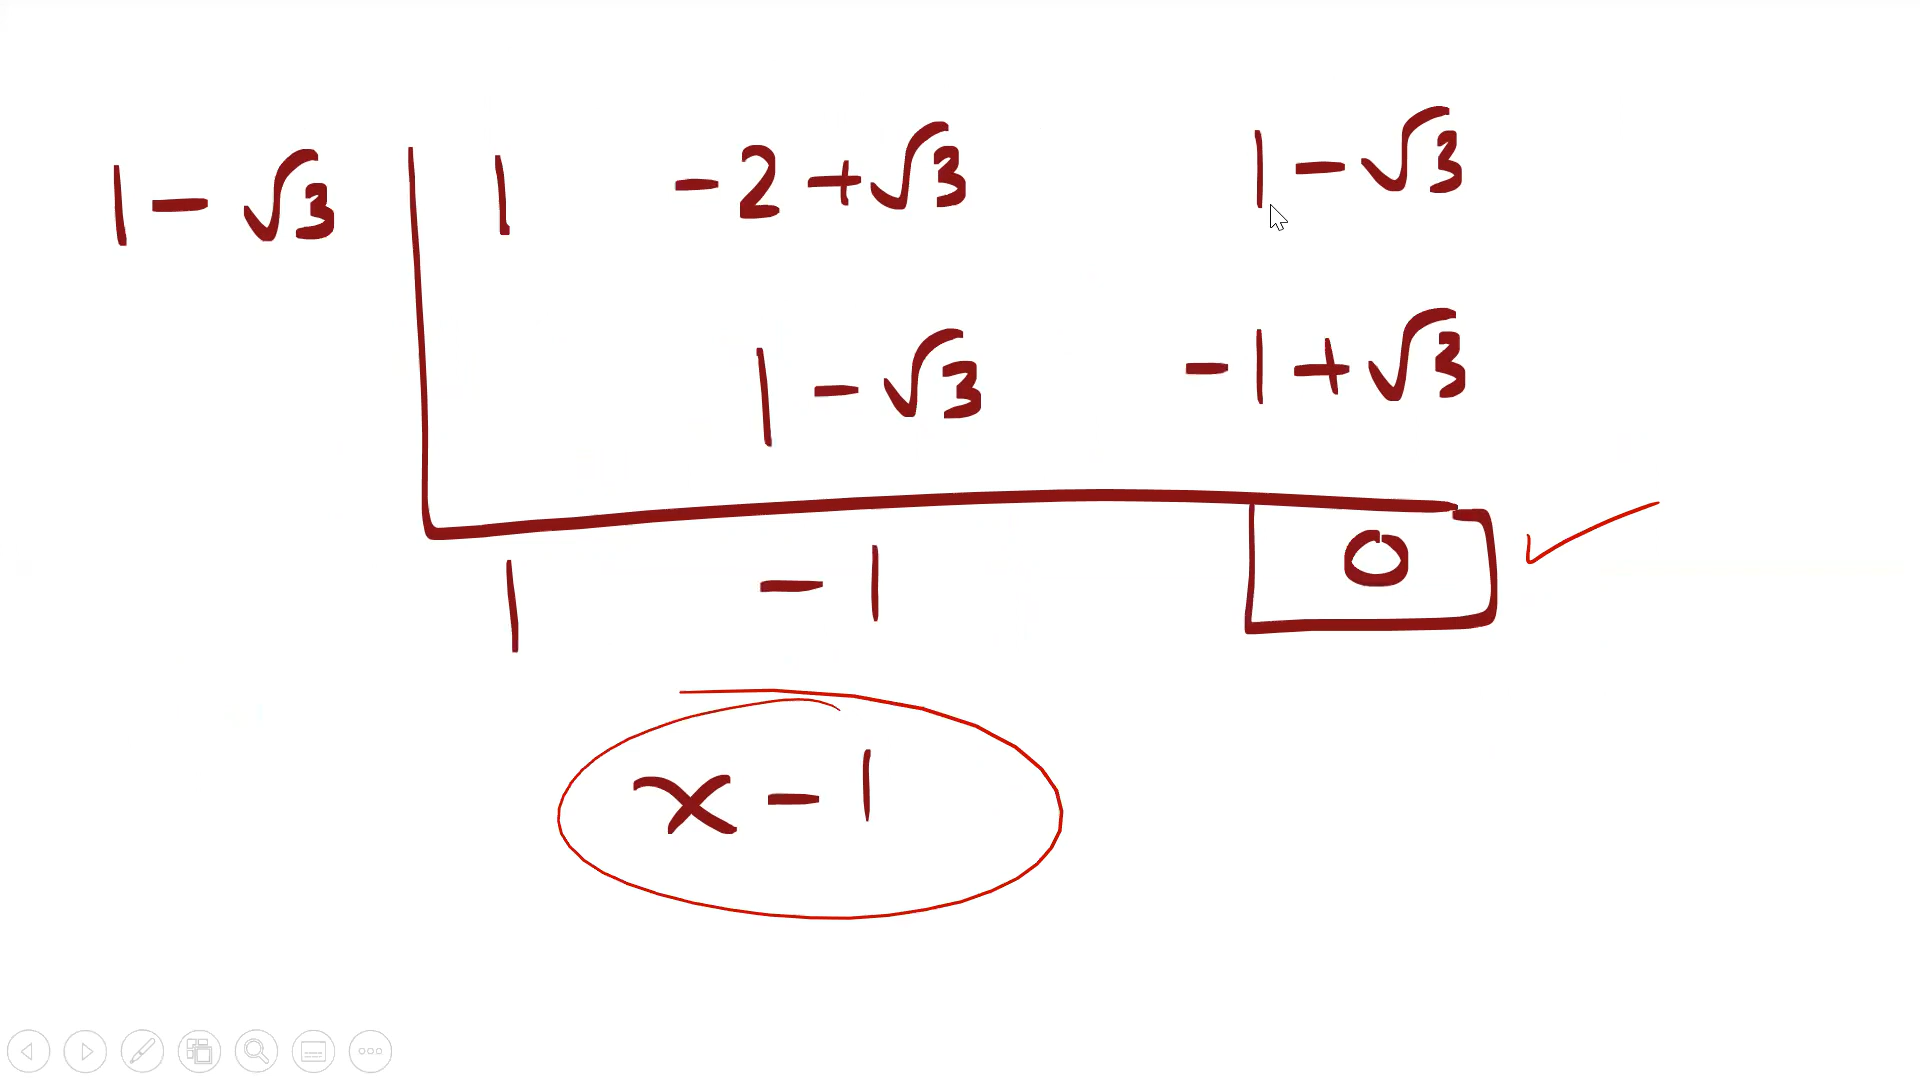 1 - √3 | 1 -2 + √3 1 - √3
1 - √3 -1 + √3
1 -1 0
x - 1